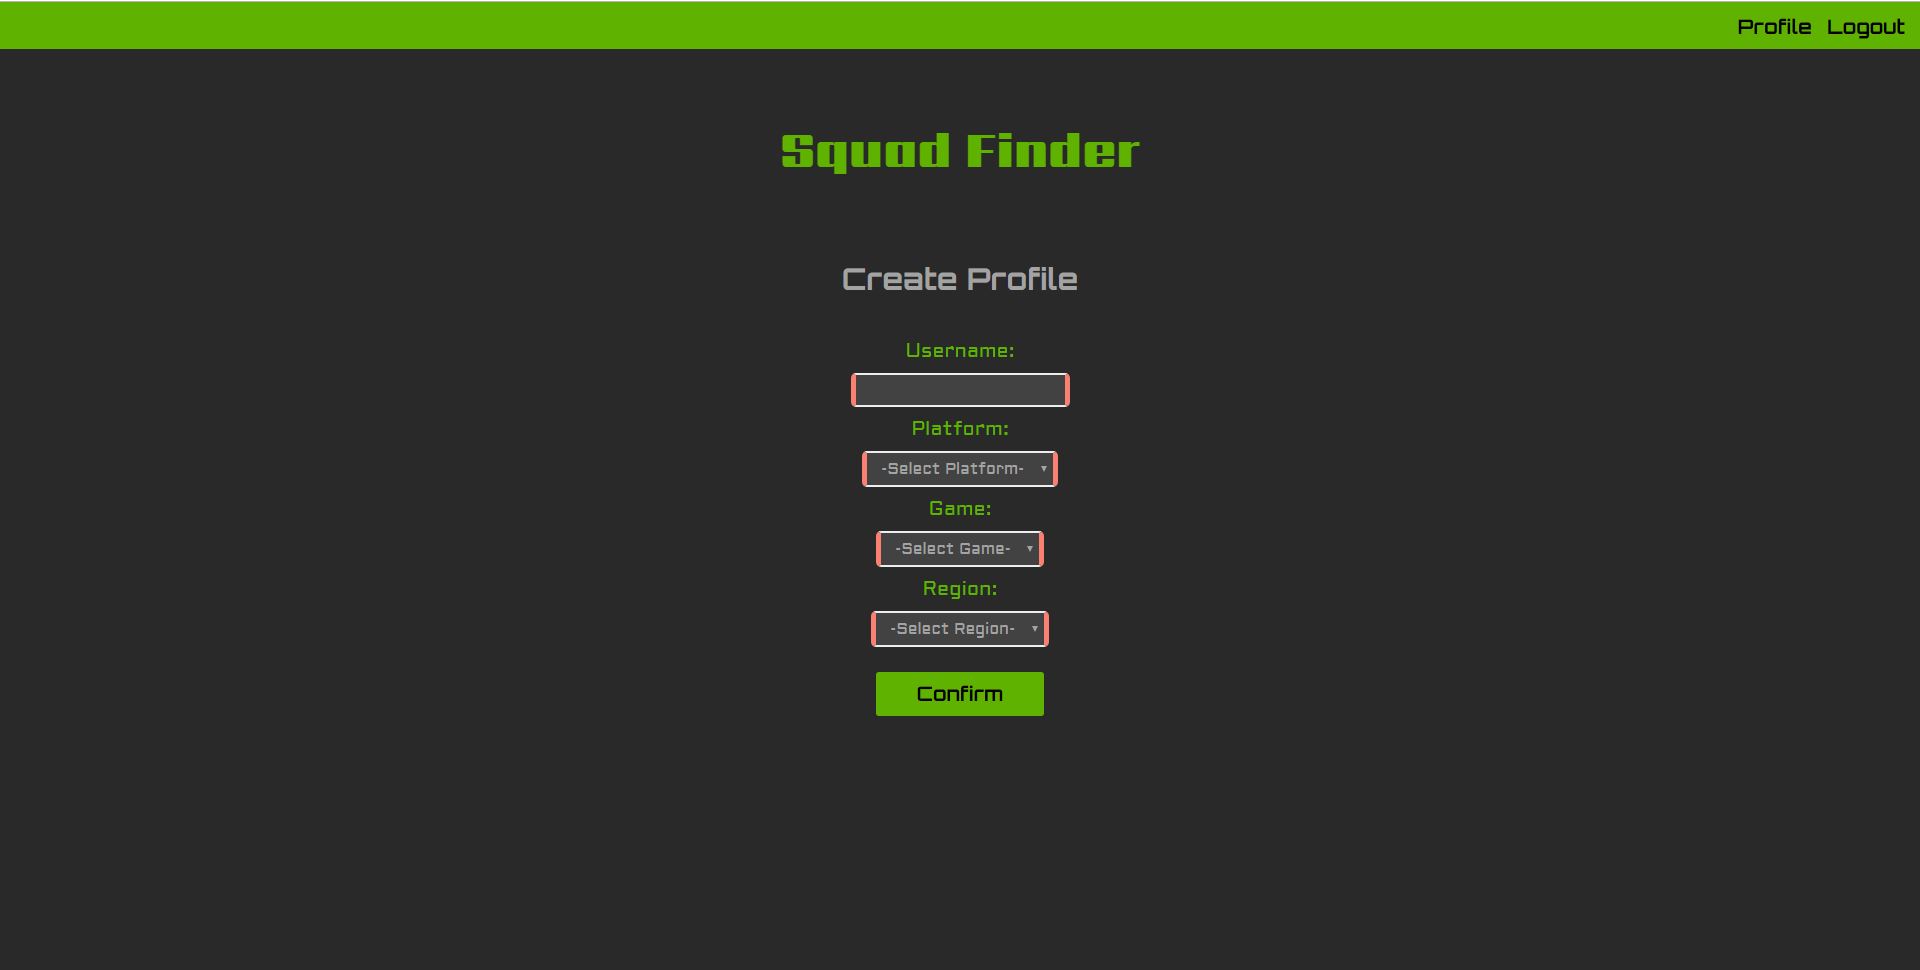 Profile Logout
Squad Finder
Create Profile
Username:
Platform:
-Select Platform-
Game:
-Select Game-
Region:
-Select Region-
Confirm